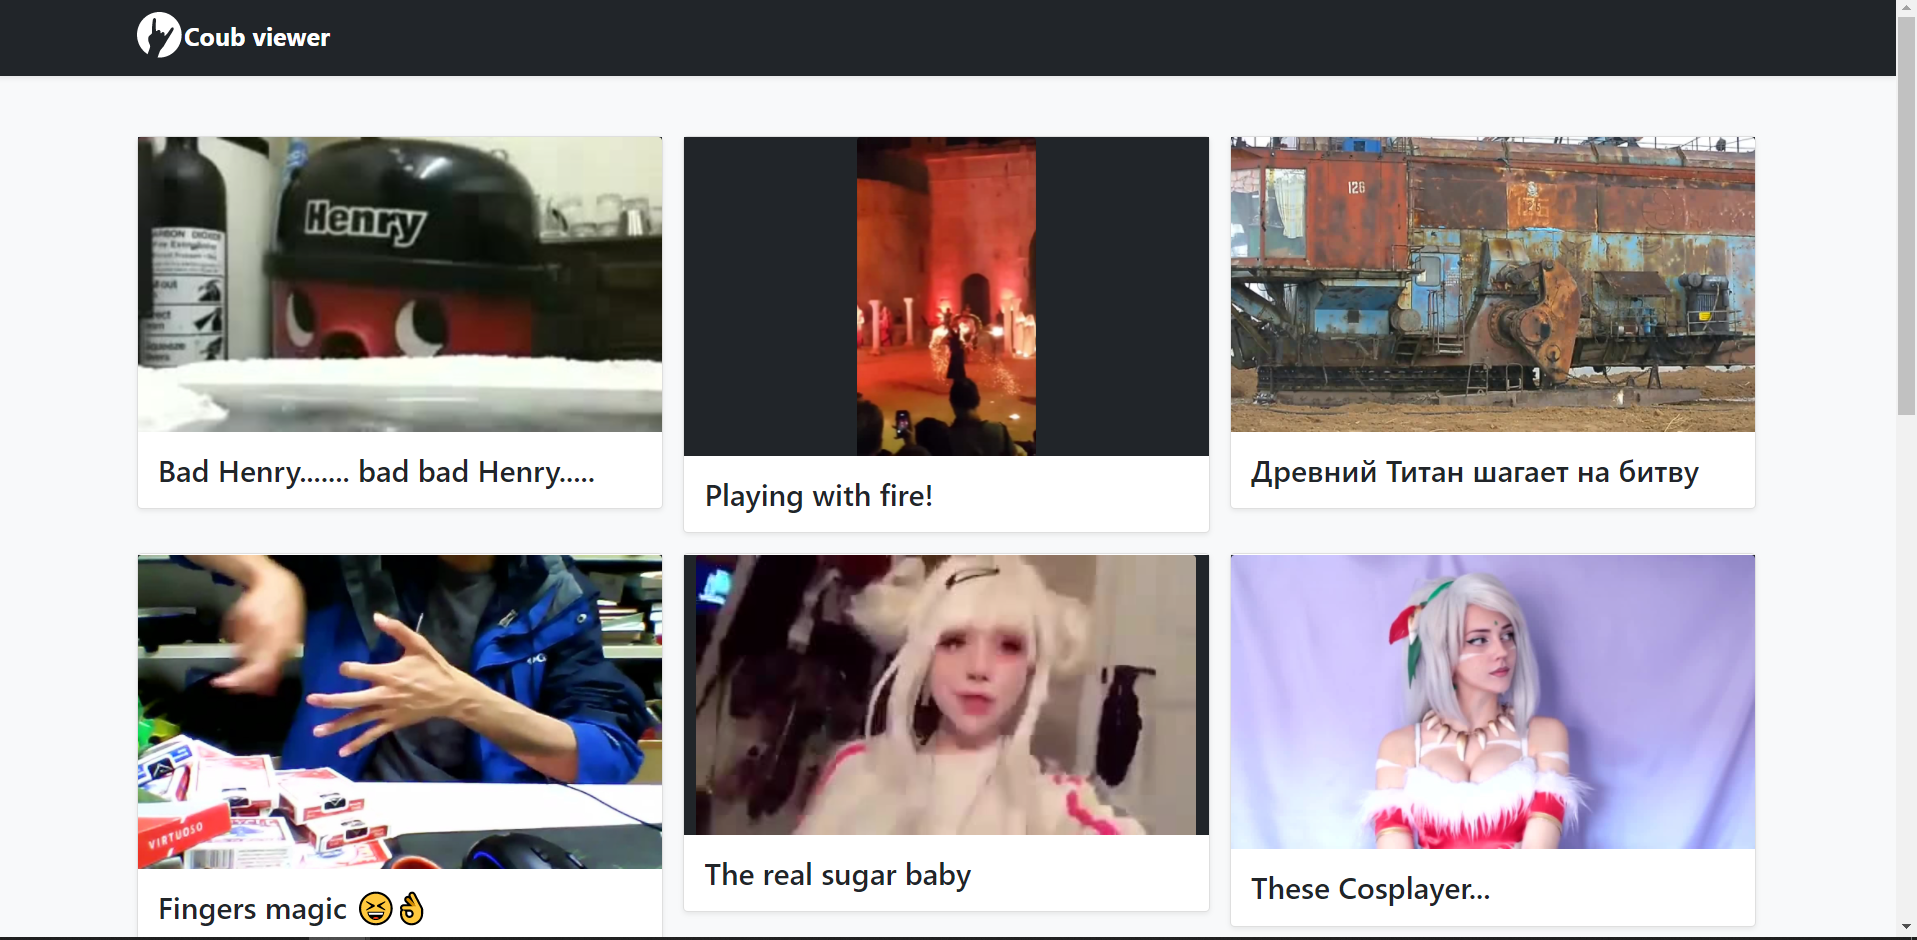 Coub viewer
Henry
126
Bad Henry....... bad bad Henry.....
Playing with fire!
Древний Титан шагает на битву
VIRTUOSO
Fingers magic 😆👌
The real sugar baby
These Cosplayer...